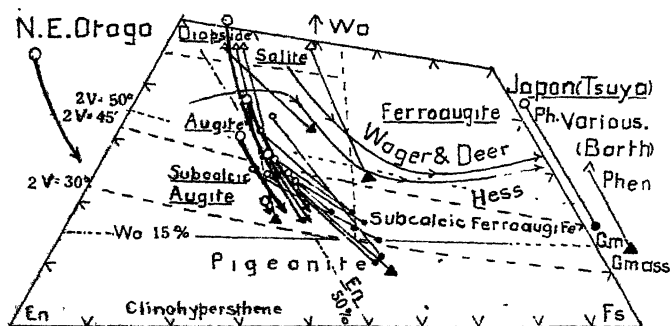 N.E.Otago
↑ Wo
Diopside
Salite
2V=50°
2V=45°
2V=30°
Augite
Ferroaugite
Wager & Deer
Hess
Subcalcic
Augite
Subcalcic Ferroaugite
Wo 15%
Pigeonite
En
50%
En
Clinohypersthene
Fs
Japan(Tsuya)
Ph.
Various.
(Barth)
Phen
Gm
Gmass